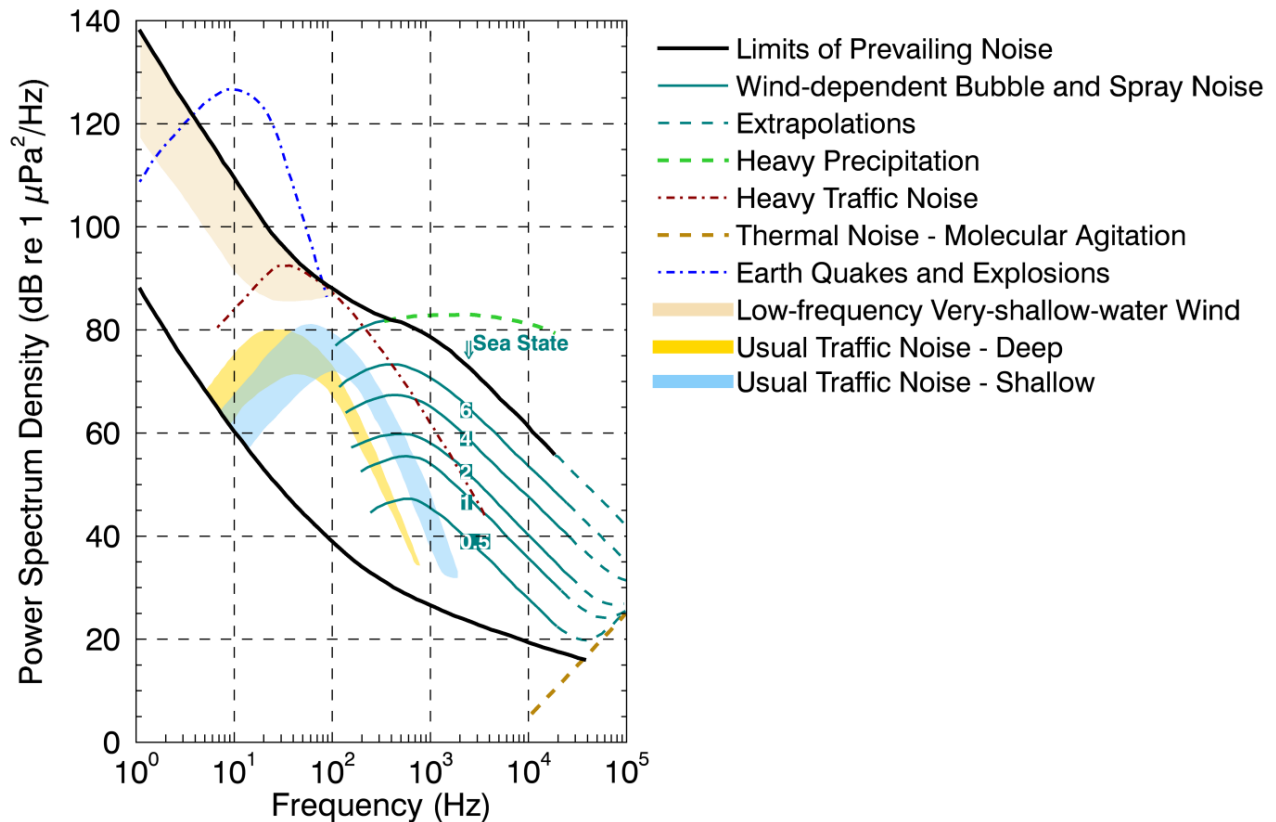 Power Spectrum Density (dB re 1 μPa²/Hz)
140
120
100
80
60
40
20
0
10⁰
10¹
10²
10³
10⁴
10⁵
Frequency (Hz)
⇓Sea State
6
4
2
1
0.5
Limits of Prevailing Noise
Wind-dependent Bubble and Spray Noise
Extrapolations
Heavy Precipitation
Heavy Traffic Noise
Thermal Noise - Molecular Agitation
Earth Quakes and Explosions
Low-frequency Very-shallow-water Wind
Usual Traffic Noise - Deep
Usual Traffic Noise - Shallow